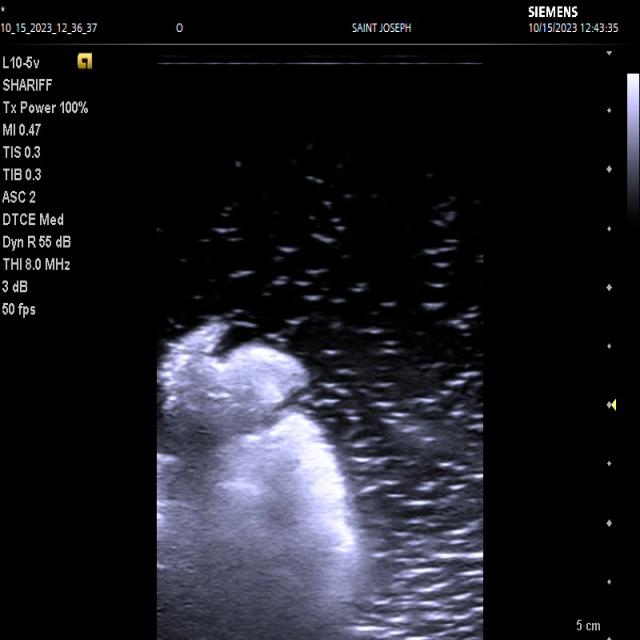 *
SIEMENS
10_15_2023_12_36_37 O SAINT JOSEPH 10/15/2023 12:43:35
L10-5v
SHARIFF
Tx Power 100%
MI 0.47
TIS 0.3
TIB 0.3
ASC 2
DTCE Med
Dyn R 55 dB
THI 8.0 MHz
3 dB
50 fps
5 cm